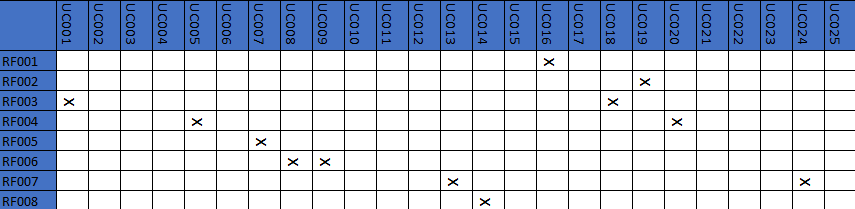 UC001 UC002 UC003 UC004 UC005 UC006 UC007 UC008 UC009 UC010 UC011 UC012 UC013 UC014 UC015 UC016 UC017 UC018 UC019 UC020 UC021 UC022 UC023 UC024 UC025
RF001 X
RF002 X
RF003 X X
RF004 X X
RF005 X
RF006 X X
RF007 X X
RF008 X